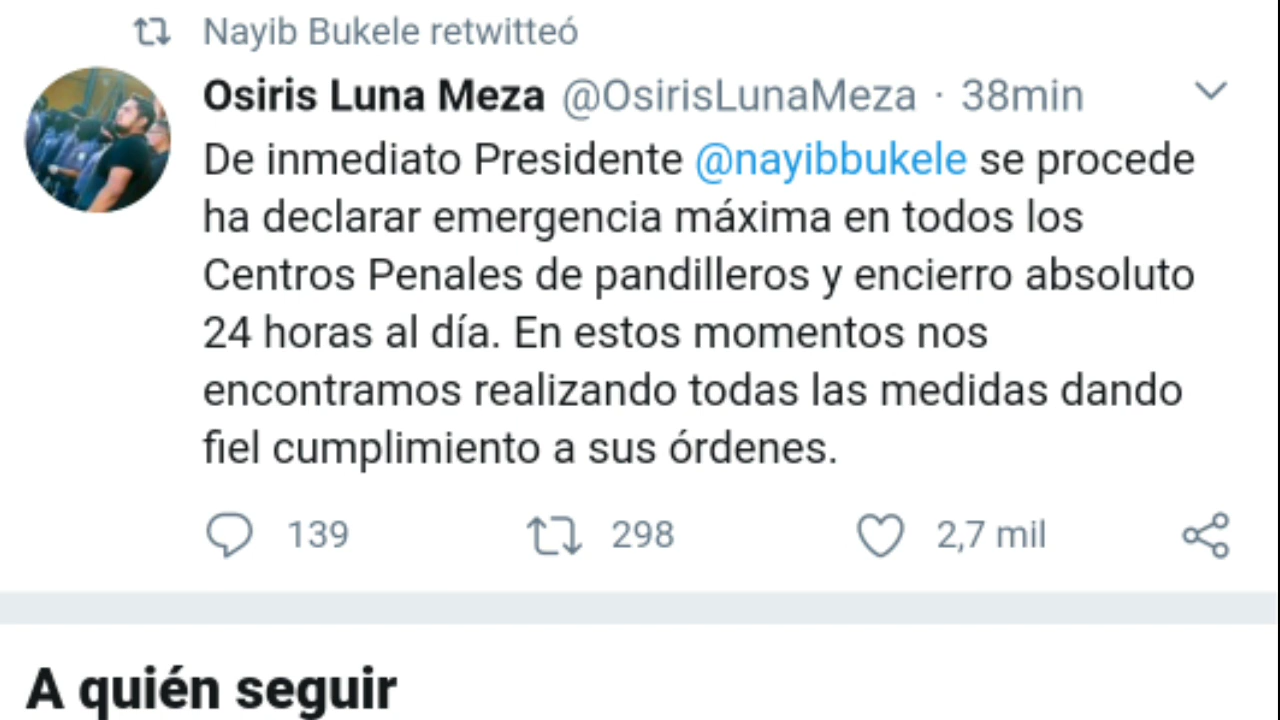 Nayib Bukele retwitteó
Osiris Luna Meza @OsirisLunaMeza · 38min
De inmediato Presidente @nayibbukele se procede
ha declarar emergencia máxima en todos los
Centros Penales de pandilleros y encierro absoluto
24 horas al día. En estos momentos nos
encontramos realizando todas las medidas dando
fiel cumplimiento a sus órdenes.
139 298 2,7 mil
A quién seguir